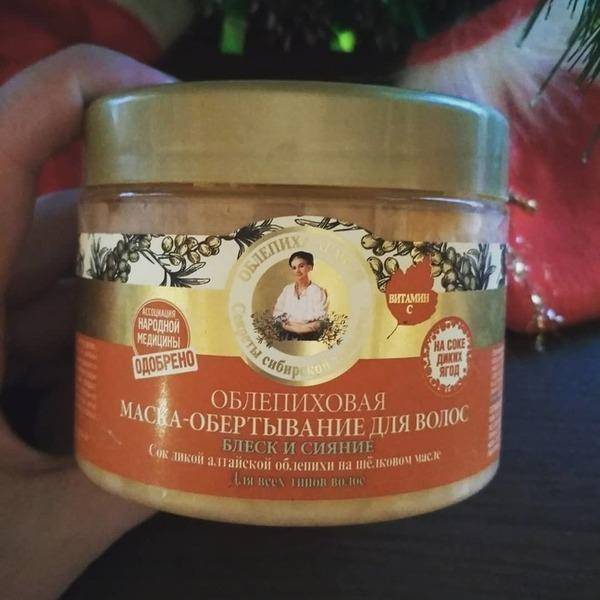 ОБЛЕПИХОВАЯ
Секреты сибирской
ВИТАМИН
С
АССОЦИАЦИЯ
НАРОДНОЙ
МЕДИЦИНЫ
ОДОБРЕНО
НА СОКЕ
ДИКИХ
ЯГОД
ОБЛЕПИХОВАЯ
МАСКА-ОБЕРТЫВАНИЕ ДЛЯ ВОЛОС
БЛЕСК И СИЯНИЕ
Сок дикой алтайской облепихи на шёлковом масле
Для всех типов волос